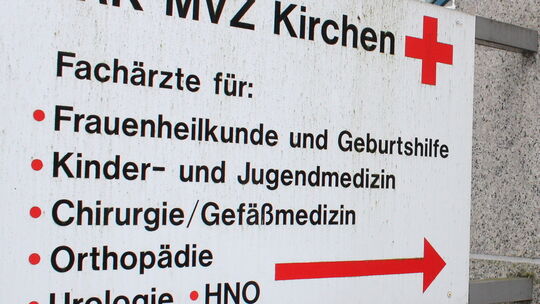 MVZ Kirchen
Fachärzte für:
• Frauenheilkunde und Geburtshilfe
• Kinder- und Jugendmedizin
• Chirurgie/Gefäßmedizin
• Orthopädie
Urologie • HNO